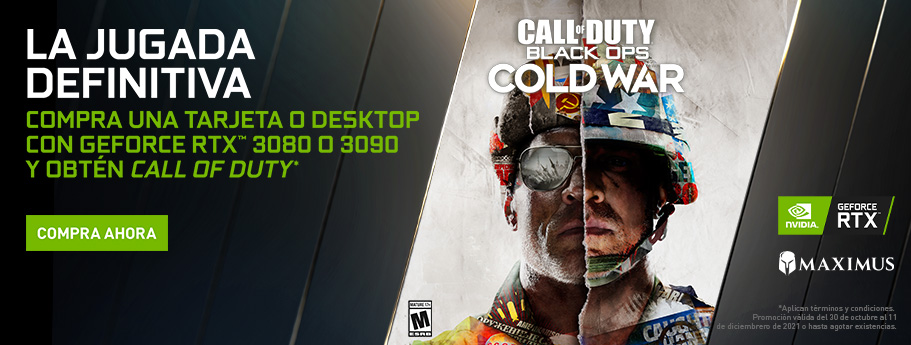 LA JUGADA
DEFINITIVA
COMPRA UNA TARJETA O DESKTOP
CON GEFORCE RTX™ 3080 O 3090
Y OBTÉN CALL OF DUTY*
COMPRA AHORA
CALL OF DUTY
BLACK OPS
COLD WAR
MATURE 17+
M
ESRB
NVIDIA.
GEFORCE
RTX
MAXIMUS
*Aplican términos y condiciones.
Promoción válida del 30 de octubre al 11
de diciembrero de 2021 o hasta agotar existencias.